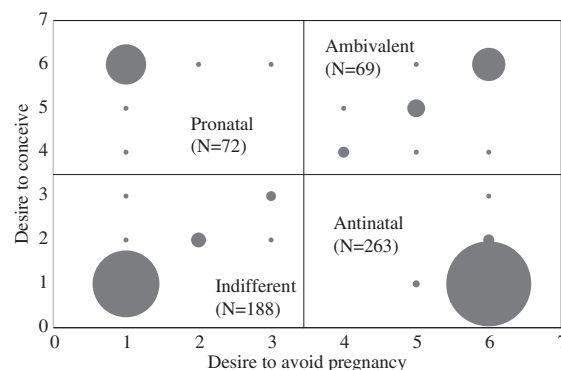 7
6
5
4
3
2
1
0
Desire to conceive
Ambivalent
(N=69)
Pronatal
(N=72)
Antinatal
(N=263)
Indifferent
(N=188)
0 1 2 3 4 5 6 7
Desire to avoid pregnancy